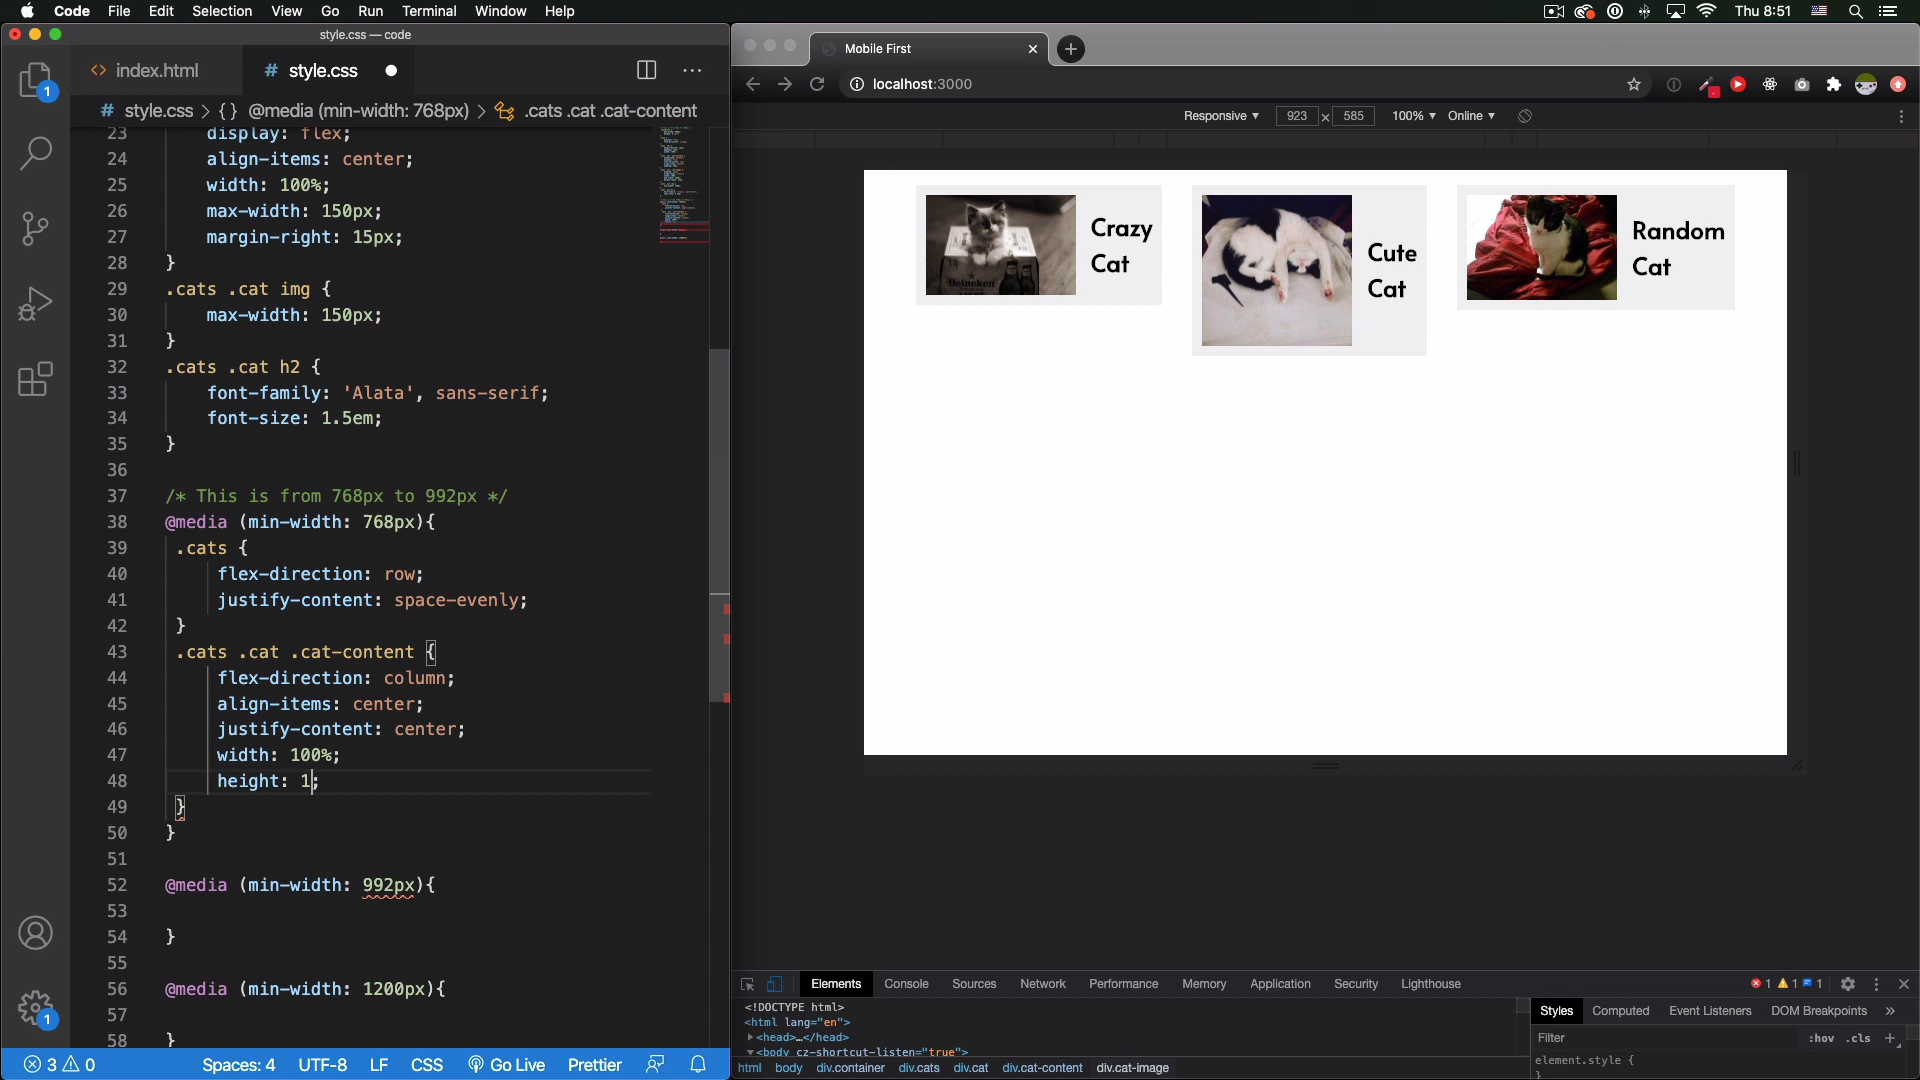 Code File Edit Selection View Go Run Terminal Window Help
Thu 8:51
style.css — code
index.html
# style.css
# style.css > {} @media (min-width: 768px) > .cats .cat .cat-content
23 display: flex;
24 align-items: center;
25 width: 100%;
26 max-width: 150px;
27 margin-right: 15px;
28 }
29 .cats .cat img {
30 max-width: 150px;
31 }
32 .cats .cat h2 {
33 font-family: 'Alata', sans-serif;
34 font-size: 1.5em;
35 }
36
37 /* This is from 768px to 992px */
38 @media (min-width: 768px){
39 .cats {
40 flex-direction: row;
41 justify-content: space-evenly;
42 }
43 .cats .cat .cat-content {
44 flex-direction: column;
45 align-items: center;
46 justify-content: center;
47 width: 100%;
48 height: 1;
49 }
50 }
51
52 @media (min-width: 992px){
53
54 }
55
56 @media (min-width: 1200px){
57
58 }
1
1
3 0
Spaces: 4 UTF-8 LF CSS Go Live Prettier
Mobile First
localhost:3000
Responsive 923 x 585 100% Online
Crazy
Cat
Heineken
Cute
Cat
Random
Cat
Elements Console Sources Network Performance Memory Application Security Lighthouse
1 1 1
<!DOCTYPE html>
<html lang="en">
<head>…</head>
<body cz-shortcut-listen="true">
html body div.container div.cats div.cat div.cat-content div.cat-image
Styles Computed Event Listeners DOM Breakpoints »
Filter :hov .cls +
element.style {
}